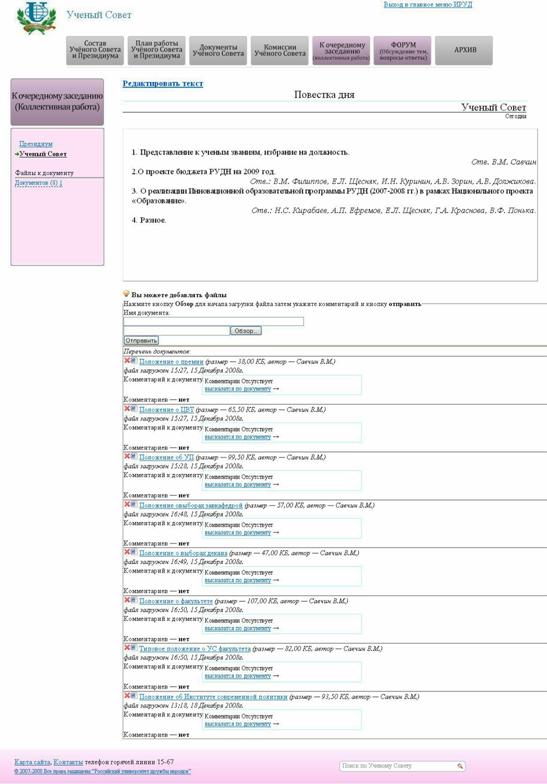 Выход в главное меню ИРУД
Ученый Совет
Состав
Учёного Совета
и Президиума
План работы
Учёного Совета
и Президиума
Документы
Учёного Совета
Комиссии
Учёного Совета
К очередному
заседанию
(коллективная работа)
ФОРУМ
(Обсуждение тем,
вопросы-ответы)
АРХИВ
К очередному заседанию
(Коллективная работа)
Президиум
➔Ученый Совет
Файлы к документу
Документов (8)
Редактировать текст
Повестка дня
Ученый Совет
Сегодня
1. Представление к ученым званиям, избрание на должность.
Отв. В.М. Савчин
2.О проекте бюджета РУДН на 2009 год.
Отв.: В.М. Филиппов, Е.Л. Щесняк, И.Н. Куринин, А.В. Зорин, А.В. Должикова.
3. О реализации Инновационной образовательной программы РУДН (2007-2008 гг.) в рамках Национального проекта
«Образование».
Отв.: Н.С. Кирабаев, А.П. Ефремов, Е.Л. Щесняк, Г.А. Краснова, В.Ф. Понька.
4. Разное.
Вы можете добавлять файлы
Нажмите кнопку Обзор для начала загрузки файла затем укажите комментарий и кнопку отправить
Имя документа:
Обзор...
Отправить
Перечень документов:
Положение о премии (размер — 38,00 КБ, автор — Савчин В.М.)
файл загружен 15:27, 15 Декабря 2008г.
Комментарий к документу Комментарии Отсутствует
высказаться по документу →
Комментариев — нет
Положение о ЦВТ (размер — 65,50 КБ, автор — Савчин В.М.)
файл загружен 15:27, 15 Декабря 2008г.
Комментарий к документу Комментарии Отсутствует
высказаться по документу →
Комментариев — нет
Положение об УП (размер — 99,50 КБ, автор — Савчин В.М.)
файл загружен 15:28, 15 Декабря 2008г.
Комментарий к документу Комментарии Отсутствует
высказаться по документу →
Комментариев — нет
Положение овыборах завкафедрой (размер — 57,00 КБ, автор — Савчин В.М.)
файл загружен 16:48, 15 Декабря 2008г.
Комментарий к документу Комментарии Отсутствует
высказаться по документу →
Комментариев — нет
Положение о выборах декана (размер — 47,00 КБ, автор — Савчин В.М.)
файл загружен 16:49, 15 Декабря 2008г.
Комментарий к документу Комментарии Отсутствует
высказаться по документу →
Комментариев — нет
Положение о факультете (размер — 107,00 КБ, автор — Савчин В.М.)
файл загружен 16:50, 15 Декабря 2008г.
Комментарий к документу Комментарии Отсутствует
высказаться по документу →
Комментариев — нет
Типовое положение о УС факультета (размер — 82,00 КБ, автор — Савчин В.М.)
файл загружен 16:50, 15 Декабря 2008г.
Комментарий к документу Комментарии Отсутствует
высказаться по документу →
Комментариев — нет
Положение об Институте современной политики (размер — 93,50 КБ, автор — Савчин В.М.)
файл загружен 13:18, 18 Декабря 2008г.
Комментарий к документу Комментарии Отсутствует
высказаться по документу →
Комментариев — нет
Карта сайта, Контакты телефон горячей линии 15-67
© 2007-2008 Все права защищены "Российский университет дружбы народов"
Поиск по Ученому Совету